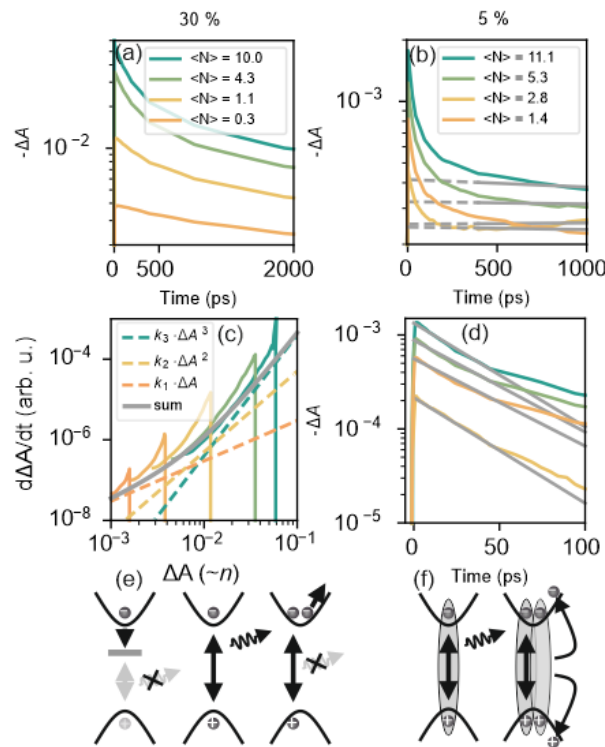 30 %
5 %
(a)
<N> = 10.0
<N> = 4.3
<N> = 1.1
<N> = 0.3
10⁻²
-ΔA
0
500
2000
Time (ps)
(b)
<N> = 11.1
<N> = 5.3
<N> = 2.8
<N> = 1.4
10⁻³
-ΔA
0
500
1000
Time (ps)
(c)
k₃ · ΔA ³
k₂ · ΔA ²
k₁ · ΔA
sum
10⁻⁴
10⁻⁶
10⁻⁸
dΔA/dt (arb. u.)
10⁻³
10⁻²
10⁻¹
ΔA (~n)
(d)
10⁻³
10⁻⁴
10⁻⁵
-ΔA
0
50
100
Time (ps)
(e)
(f)